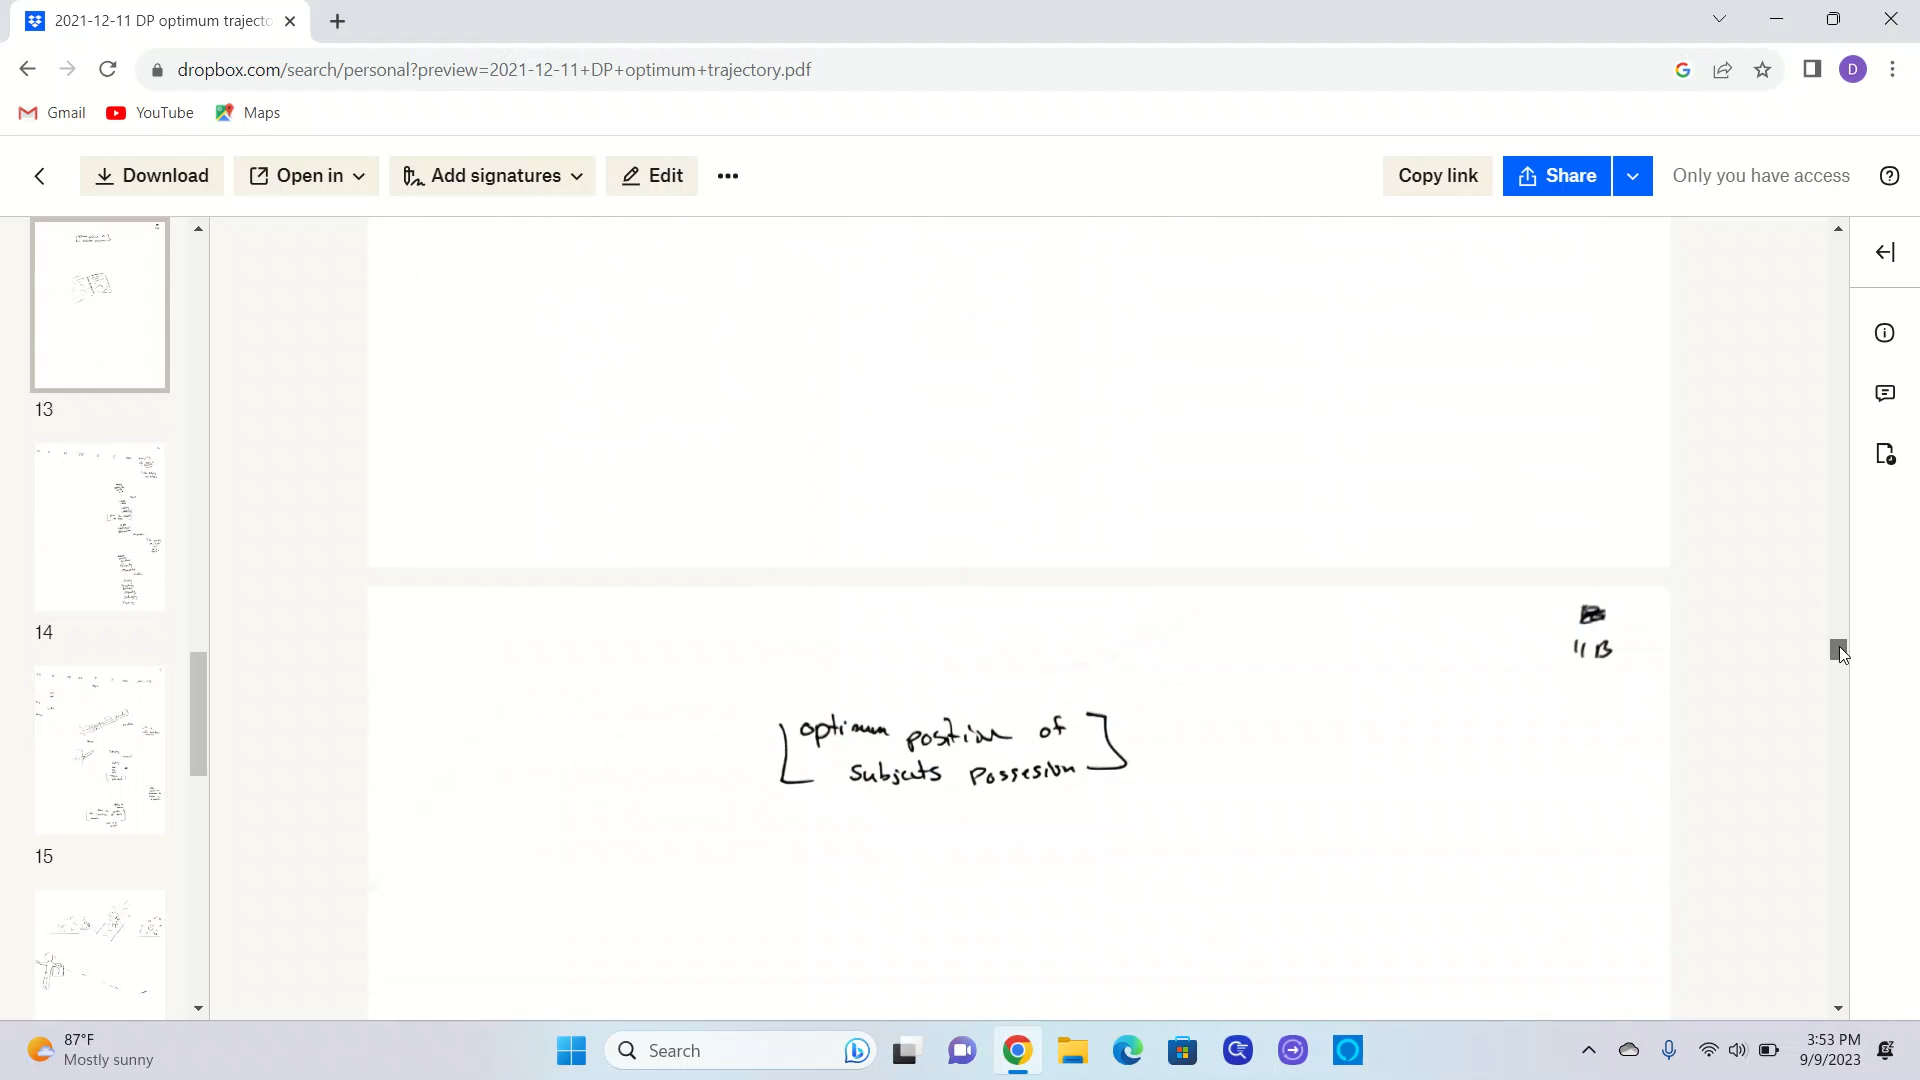 2021-12-11 DP optimum trajecto
dropbox.com/search/personal?preview=2021-12-11+DP+optimum+trajectory.pdf
D
Gmail YouTube Maps
Download Open in Add signatures Edit Copy link Share Only you have access
13
14
15
11B
optimum position of
subjects possesion
87°F
Mostly sunny
Search
3:53 PM
9/9/2023